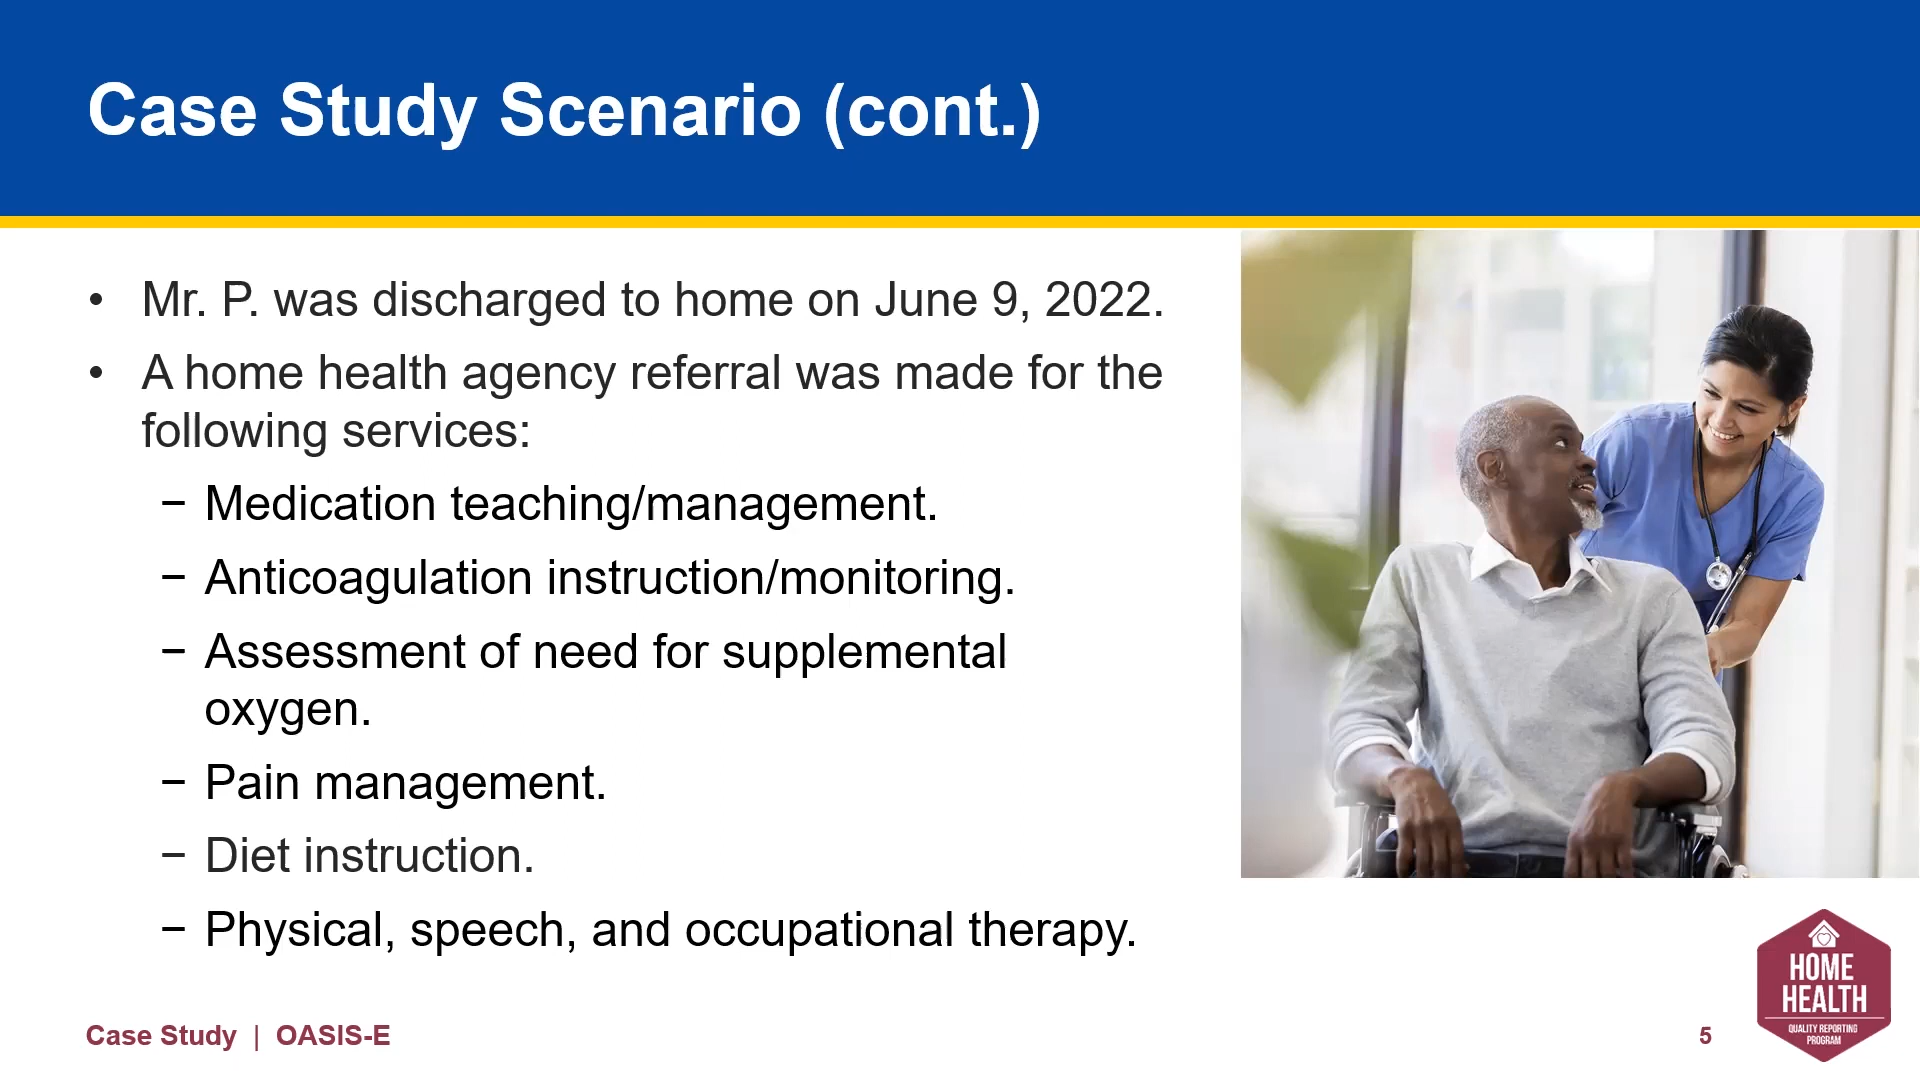 Case Study Scenario (cont.)
• Mr. P. was discharged to home on June 9, 2022.
• A home health agency referral was made for the
following services:
− Medication teaching/management.
− Anticoagulation instruction/monitoring.
− Assessment of need for supplemental
oxygen.
− Pain management.
− Diet instruction.
− Physical, speech, and occupational therapy.
Case Study | OASIS-E
5
HOME
HEALTH
QUALITY REPORTING
PROGRAM